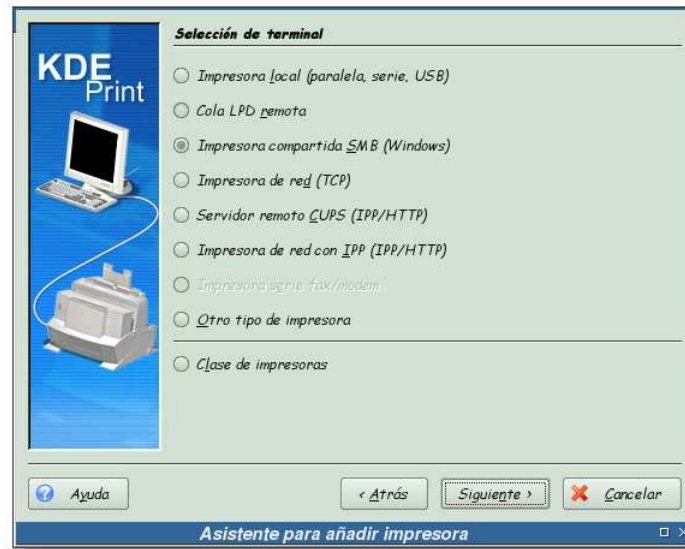 Selección de terminal
KDE
Print
Impresora local (paralela, serie, USB)
Cola LPD remota
Impresora compartida SMB (Windows)
Impresora de red (TCP)
Servidor remoto CUPS (IPP/HTTP)
Impresora de red con IPP (IPP/HTTP)
Impresora serie fax/modem
Otro tipo de impresora
Clase de impresoras
Ayuda
< Atrás
Siguiente >
Cancelar
Asistente para añadir impresora